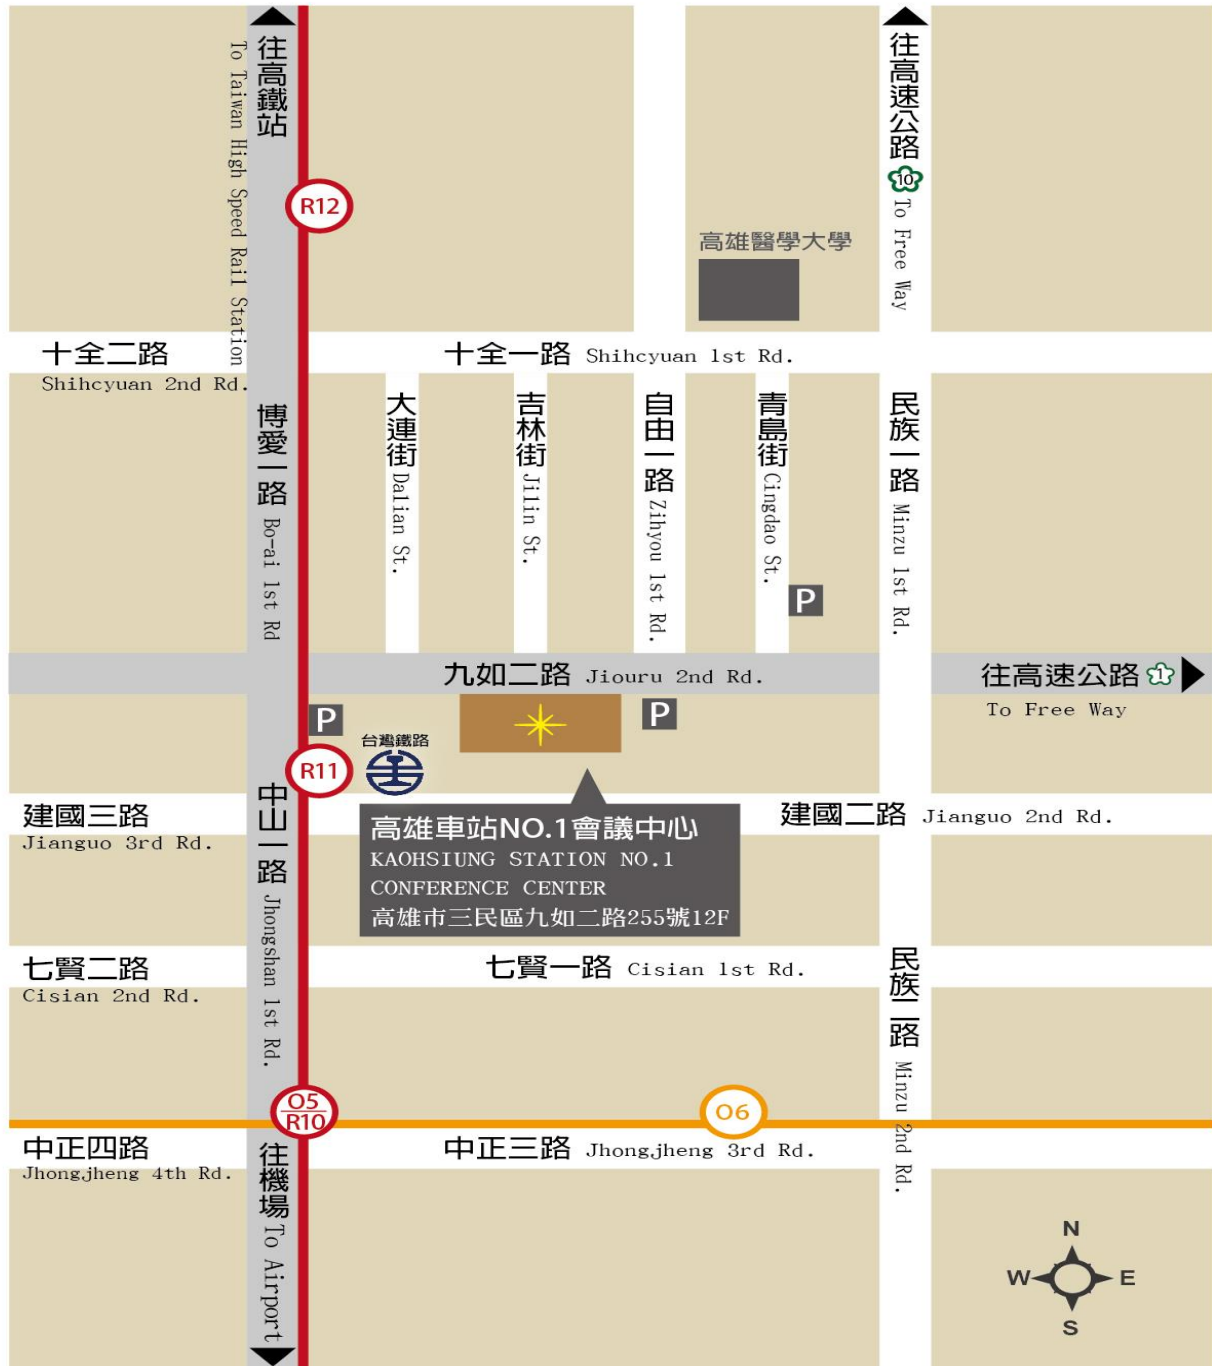 往高鐵站
To Taiwan High Speed Rail Station
往高速公路
10
To Free Way
R12
高雄醫學大學
十全二路
Shihcyuan 2nd Rd.
十全一路 Shihcyuan 1st Rd.
博愛一路 Bo-ai 1st Rd
大連街 Dalian St.
吉林街 Jilin St.
自由一路 Zihyou 1st Rd.
青島街 Cingdao St.
民族一路 Minzu 1st Rd.
P
九如二路 Jiouru 2nd Rd.
往高速公路 1
To Free Way
P
P
台灣鐵路
R11
中山一路 Jhongshan 1st Rd.
建國三路
Jianguo 3rd Rd.
建國二路 Jianguo 2nd Rd.
高雄車站NO.1會議中心
KAOHSIUNG STATION NO.1
CONFERENCE CENTER
高雄市三民區九如二路255號12F
七賢二路
Cisian 2nd Rd.
七賢一路 Cisian 1st Rd.
民族二路 Minzu 2nd Rd.
O5
R10
O6
中正四路
Jhongjheng 4th Rd.
中正三路 Jhongjheng 3rd Rd.
往機場 To Airport
N
W E
S